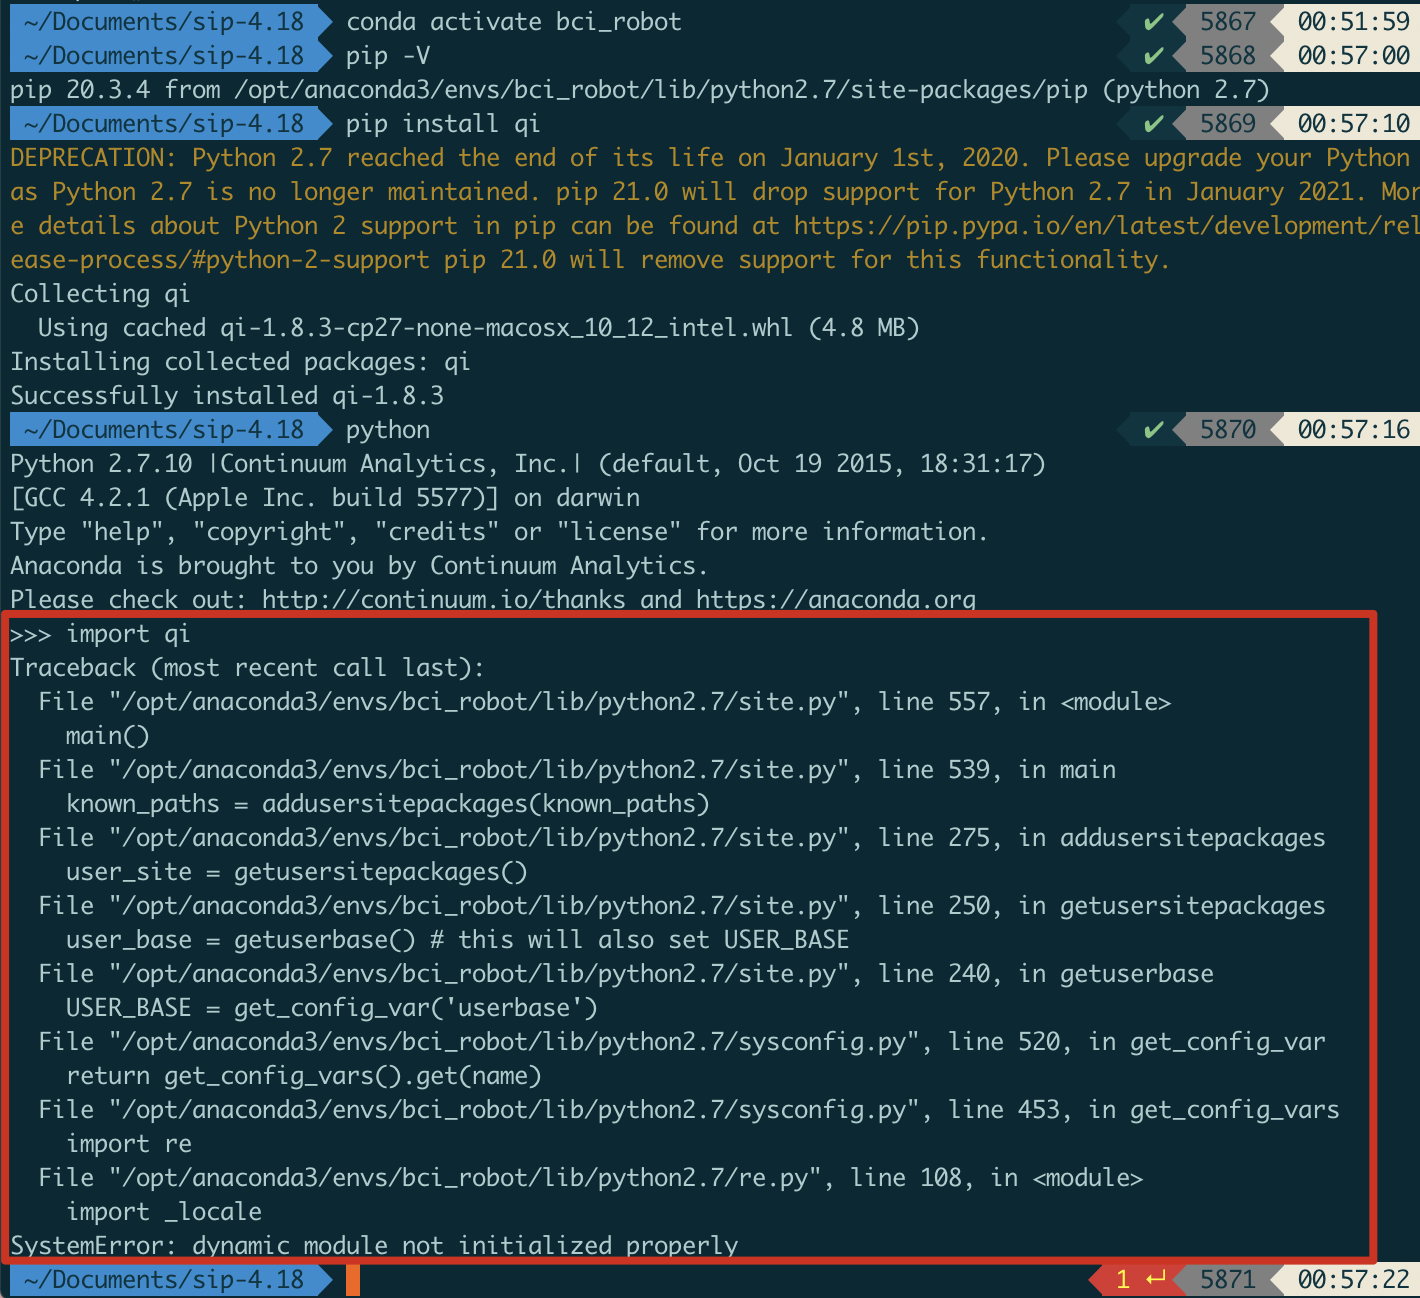 ~/Documents/sip-4.18 conda activate bci_robot ✔ 5867 00:51:59
~/Documents/sip-4.18 pip -V ✔ 5868 00:57:00
pip 20.3.4 from /opt/anaconda3/envs/bci_robot/lib/python2.7/site-packages/pip (python 2.7)
~/Documents/sip-4.18 pip install qi ✔ 5869 00:57:10
DEPRECATION: Python 2.7 reached the end of its life on January 1st, 2020. Please upgrade your Python
as Python 2.7 is no longer maintained. pip 21.0 will drop support for Python 2.7 in January 2021. Mor
e details about Python 2 support in pip can be found at https://pip.pypa.io/en/latest/development/rel
ease-process/#python-2-support pip 21.0 will remove support for this functionality.
Collecting qi
  Using cached qi-1.8.3-cp27-none-macosx_10_12_intel.whl (4.8 MB)
Installing collected packages: qi
Successfully installed qi-1.8.3
~/Documents/sip-4.18 python ✔ 5870 00:57:16
Python 2.7.10 |Continuum Analytics, Inc.| (default, Oct 19 2015, 18:31:17)
[GCC 4.2.1 (Apple Inc. build 5577)] on darwin
Type "help", "copyright", "credits" or "license" for more information.
Anaconda is brought to you by Continuum Analytics.
Please check out: http://continuum.io/thanks and https://anaconda.org
>>> import qi
Traceback (most recent call last):
  File "/opt/anaconda3/envs/bci_robot/lib/python2.7/site.py", line 557, in <module>
    main()
  File "/opt/anaconda3/envs/bci_robot/lib/python2.7/site.py", line 539, in main
    known_paths = addusersitepackages(known_paths)
  File "/opt/anaconda3/envs/bci_robot/lib/python2.7/site.py", line 275, in addusersitepackages
    user_site = getusersitepackages()
  File "/opt/anaconda3/envs/bci_robot/lib/python2.7/site.py", line 250, in getusersitepackages
    user_base = getuserbase() # this will also set USER_BASE
  File "/opt/anaconda3/envs/bci_robot/lib/python2.7/site.py", line 240, in getuserbase
    USER_BASE = get_config_var('userbase')
  File "/opt/anaconda3/envs/bci_robot/lib/python2.7/sysconfig.py", line 520, in get_config_var
    return get_config_vars().get(name)
  File "/opt/anaconda3/envs/bci_robot/lib/python2.7/sysconfig.py", line 453, in get_config_vars
    import re
  File "/opt/anaconda3/envs/bci_robot/lib/python2.7/re.py", line 108, in <module>
    import _locale
SystemError: dynamic module not initialized properly
~/Documents/sip-4.18 1 ↵ 5871 00:57:22